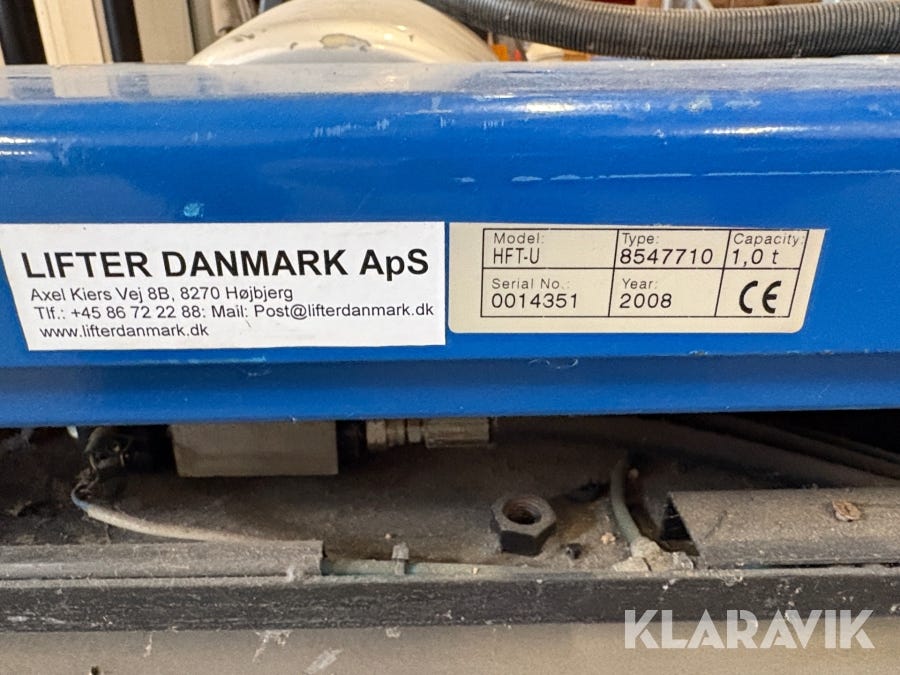 LIFTER DANMARK ApS
Axel Kiers Vej 8B, 8270 Højbjerg
Tlf.: +45 86 72 22 88: Mail: Post@lifterdanmark.dk
www.lifterdanmark.dk
Model: Type: Capacity:
HFT-U 8547710 1,0 t
Serial No.: Year:
0014351 2008 CE
KLARAVIK